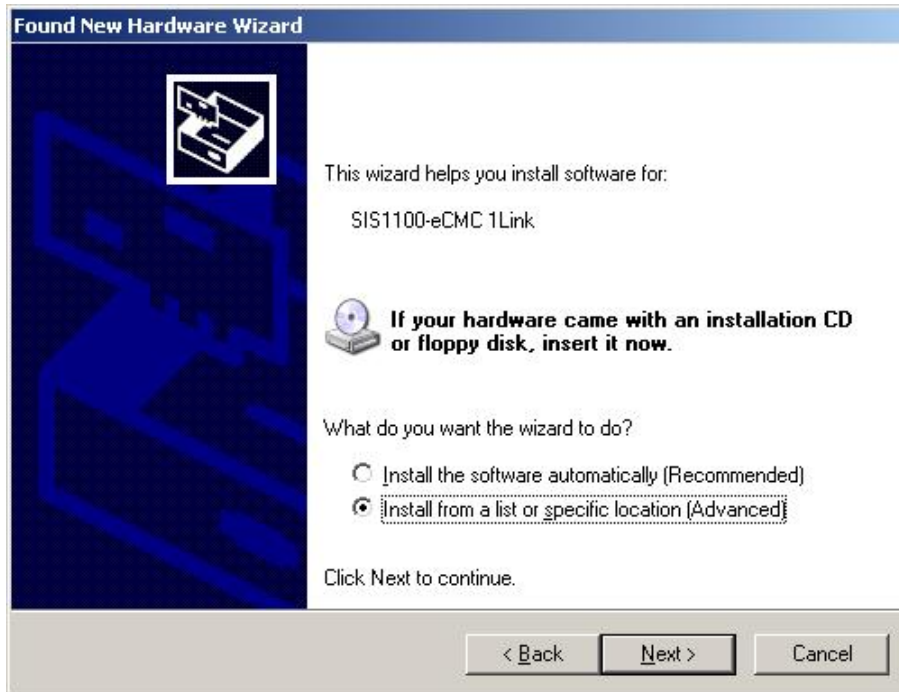 Found New Hardware Wizard
This wizard helps you install software for:
SIS1100-eCMC 1Link
If your hardware came with an installation CD
or floppy disk, insert it now.
What do you want the wizard to do?
Install the software automatically (Recommended)
Install from a list or specific location (Advanced)
Click Next to continue.
< Back Next > Cancel